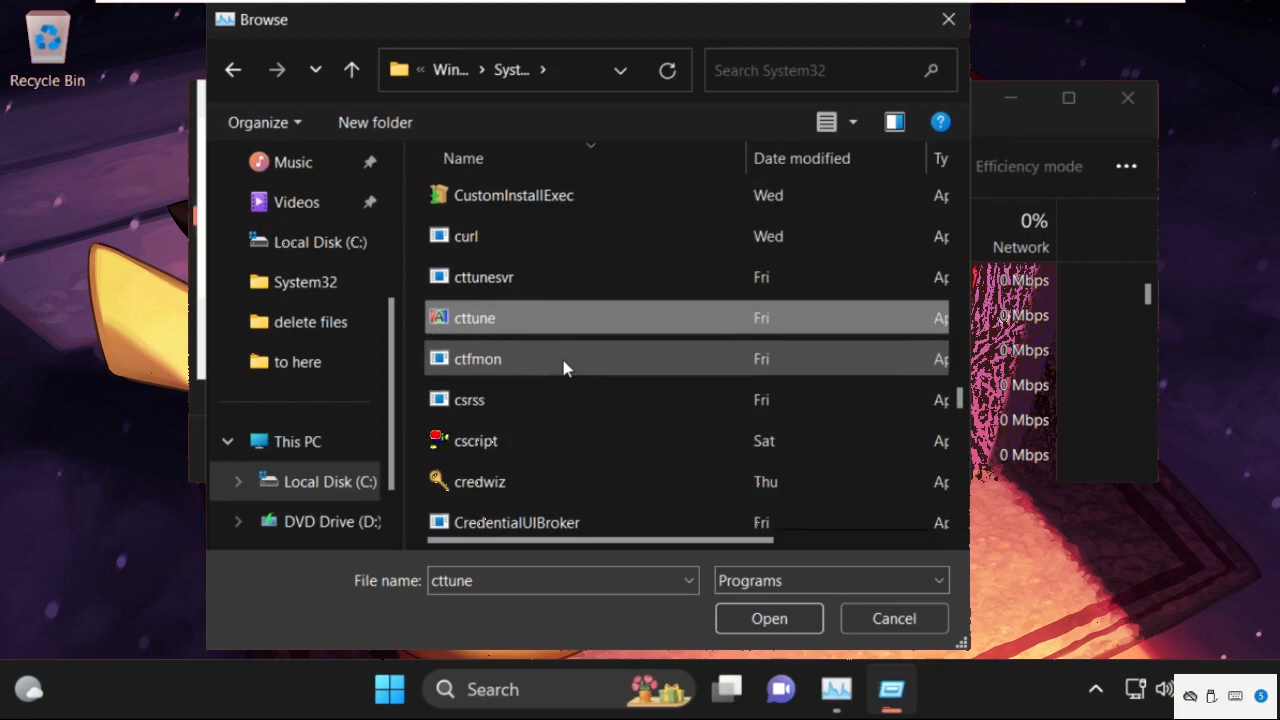 Recycle Bin
Browse
«
Win...
Syst...
Search System32
Organize
New folder
Music
Videos
Local Disk (C:)
System32
delete files
to here
This PC
Local Disk (C:)
DVD Drive (D:)
Name Date modified Ty
CustomInstallExec Wed Ap
curl Wed Ap
cttunesvr Fri Ap
cttune Fri Ap
ctfmon Fri Ap
csrss Fri Ap
cscript Sat Ap
credwiz Thu Ap
CredentialUIBroker Fri Ap
File name: cttune Programs
Open Cancel
Efficiency mode
0%
Network
0 Mbps
0 Mbps
0 Mbps
0 Mbps
0 Mbps
0 Mbps
Search
5